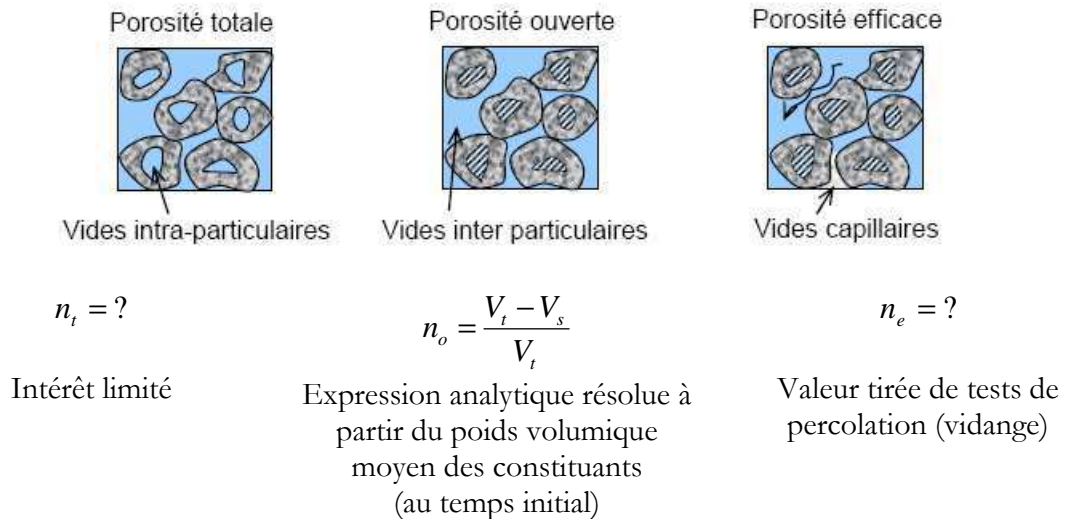 Porosité totale
Porosité ouverte
Porosité efficace
Vides intra-particulaires
Vides inter particulaires
Vides capillaires
n_t = ?
n_o = \frac{V_t - V_s}{V_t}
n_e = ?
Intérêt limité
Expression analytique résolue à
partir du poids volumique
moyen des constituants
(au temps initial)
Valeur tirée de tests de
percolation (vidange)